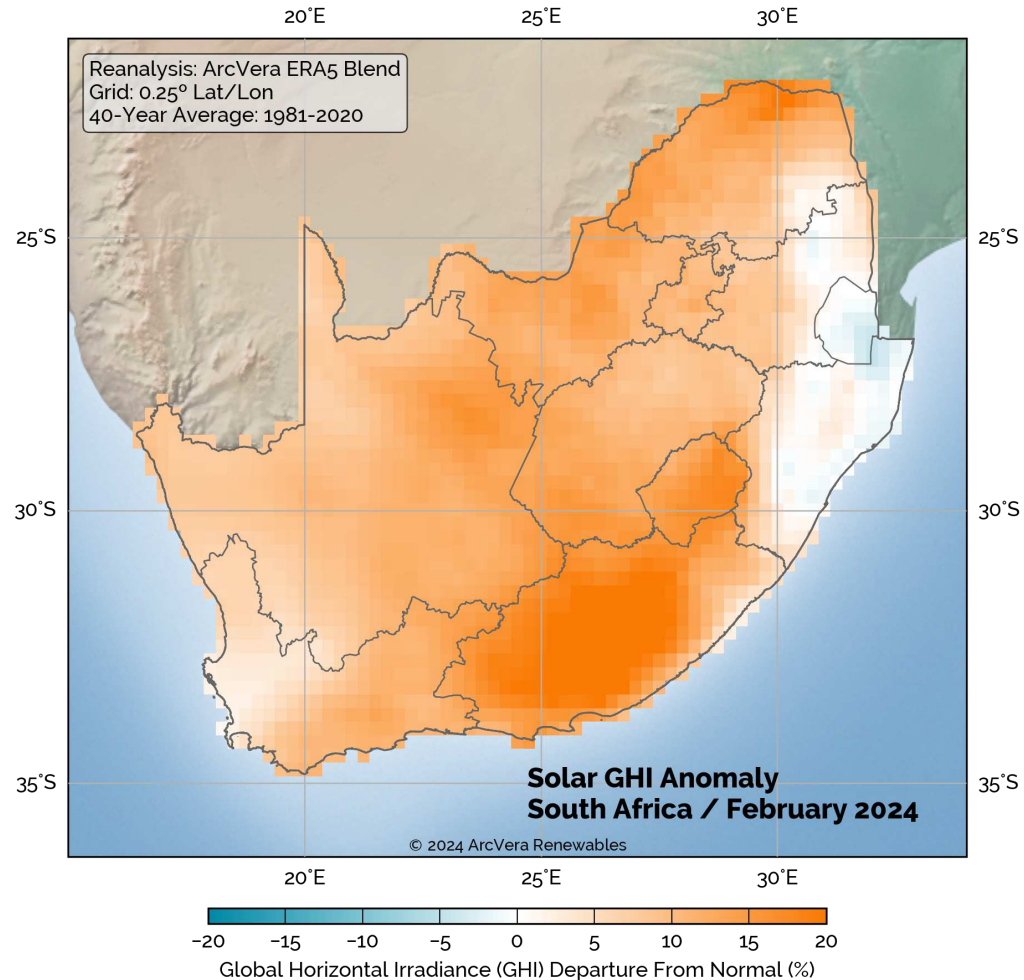 20°E 25°E 30°E
Reanalysis: ArcVera ERA5 Blend
Grid: 0.25º Lat/Lon
40-Year Average: 1981-2020
25°S 25°S
30°S 30°S
35°S 35°S
Solar GHI Anomaly
South Africa / February 2024
© 2024 ArcVera Renewables
20°E 25°E 30°E
−20 −15 −10 −5 0 5 10 15 20
Global Horizontal Irradiance (GHI) Departure From Normal (%)